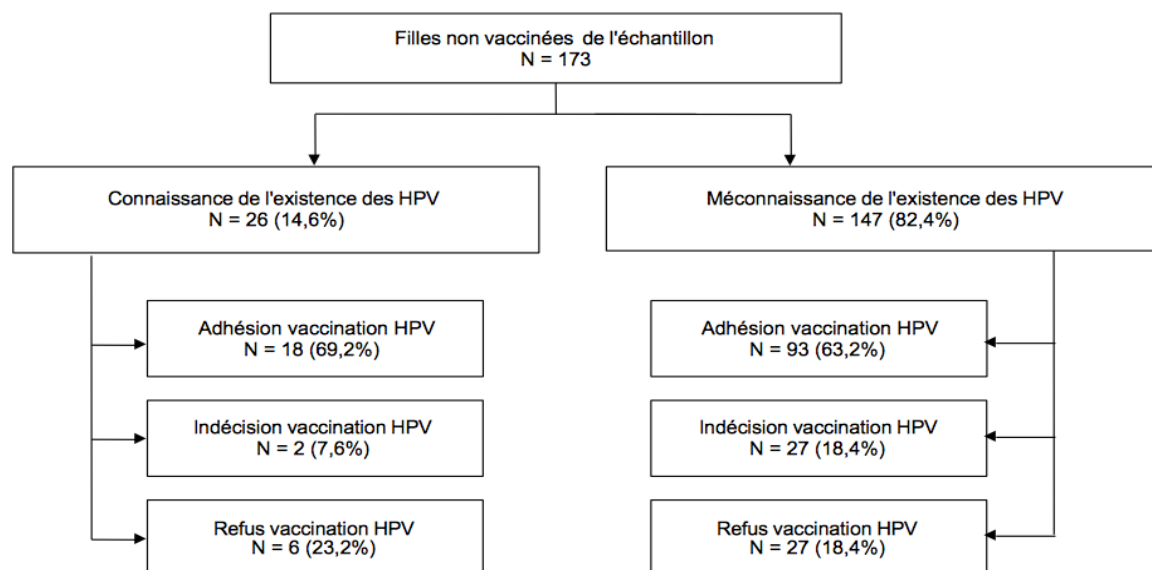 Filles non vaccinées de l'échantillon
N = 173
Connaissance de l'existence des HPV
N = 26 (14,6%)
Méconnaissance de l'existence des HPV
N = 147 (82,4%)
Adhésion vaccination HPV
N = 18 (69,2%)
Indécision vaccination HPV
N = 2 (7,6%)
Refus vaccination HPV
N = 6 (23,2%)
Adhésion vaccination HPV
N = 93 (63,2%)
Indécision vaccination HPV
N = 27 (18,4%)
Refus vaccination HPV
N = 27 (18,4%)